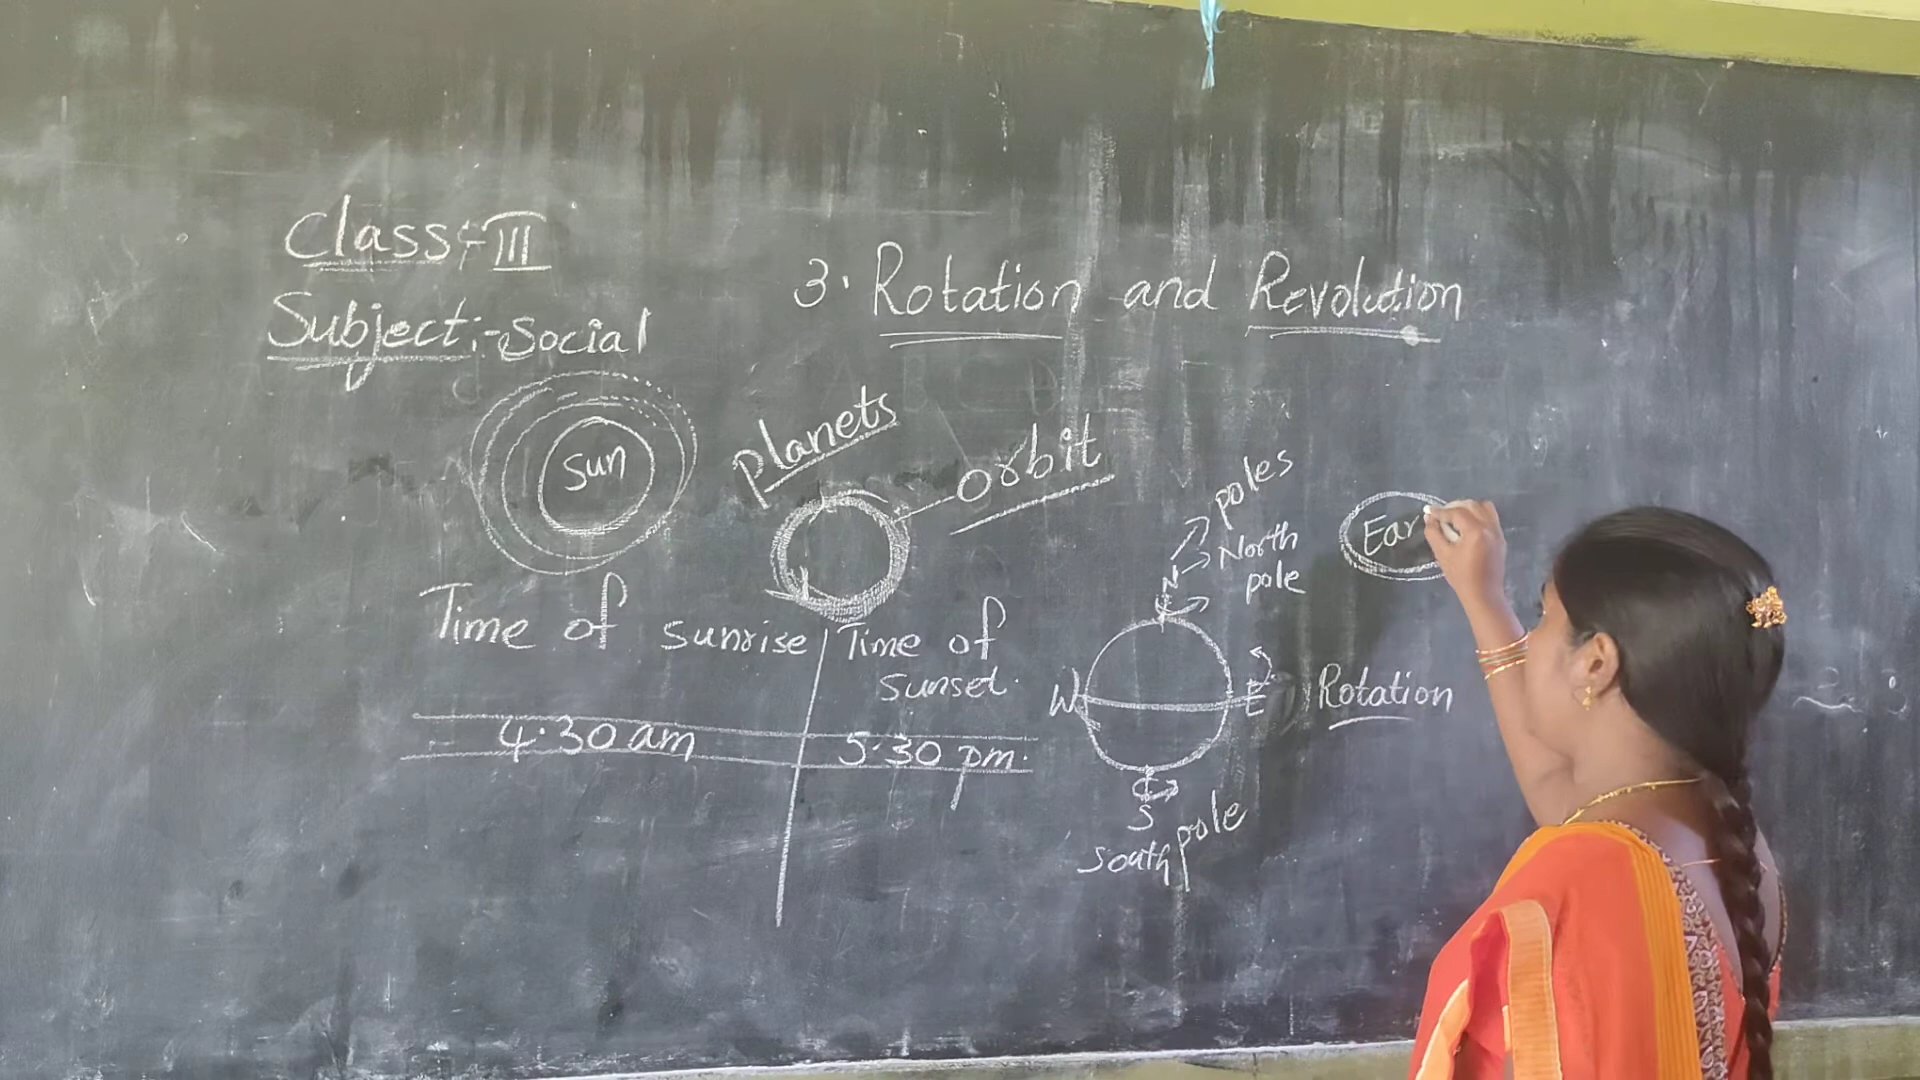 Class:-III
Subject:-Social
3. Rotation and Revolution
Sun
Planets
orbit
Time of sunrise
Time of
sunset.
4.30 am
5.30 pm.
poles
North
pole
N
W
E
S
South pole
Rotation
Ear